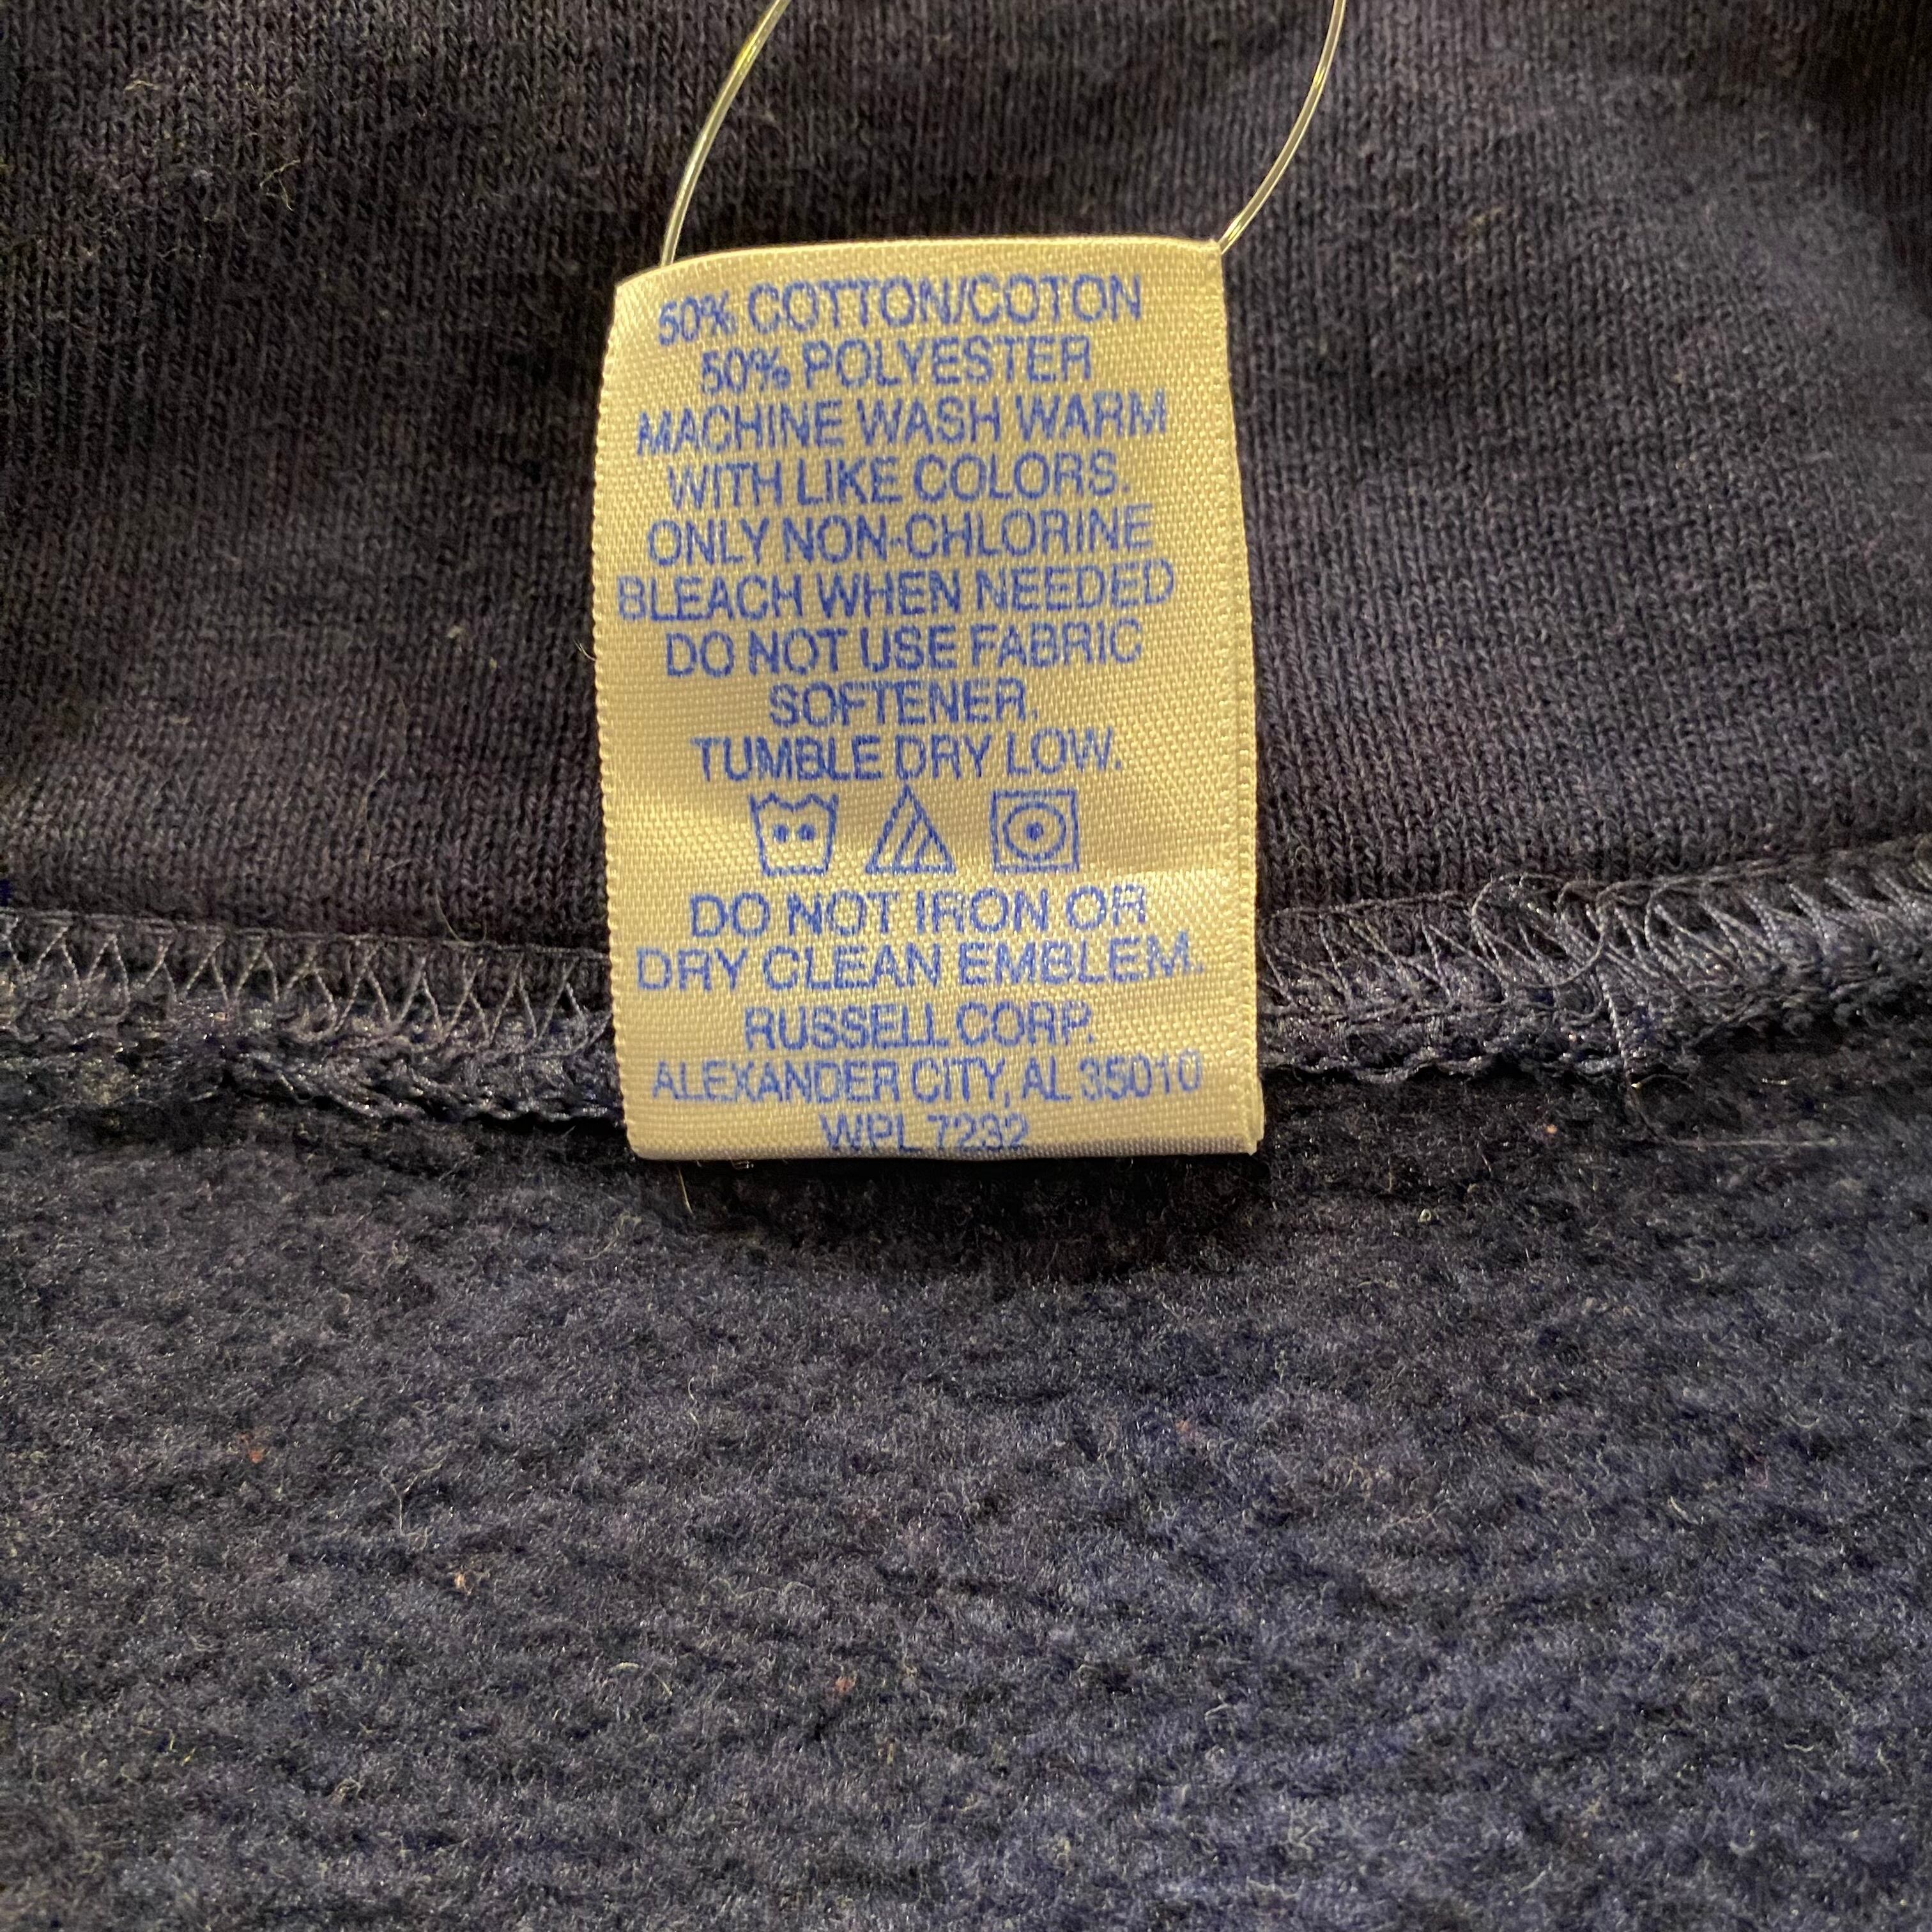 50% COTTON/COTON
50% POLYESTER
MACHINE WASH WARM
WITH LIKE COLORS.
ONLY NON-CHLORINE
BLEACH WHEN NEEDED
DO NOT USE FABRIC
SOFTENER.
TUMBLE DRY LOW.
DO NOT IRON OR
DRY CLEAN EMBLEM.
RUSSELL CORP.
ALEXANDER CITY, AL 35010
WPL 7232